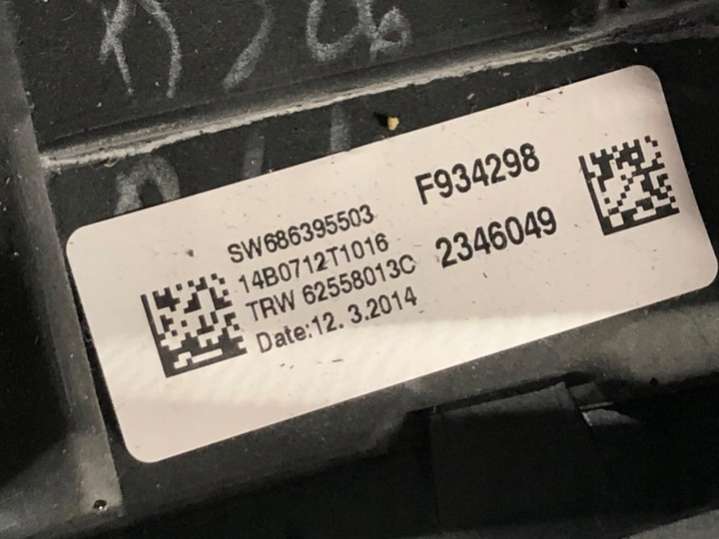 SW686395503
14B0712T1016
TRW 62558013C
Date:12. 3.2014
F934298
2346049